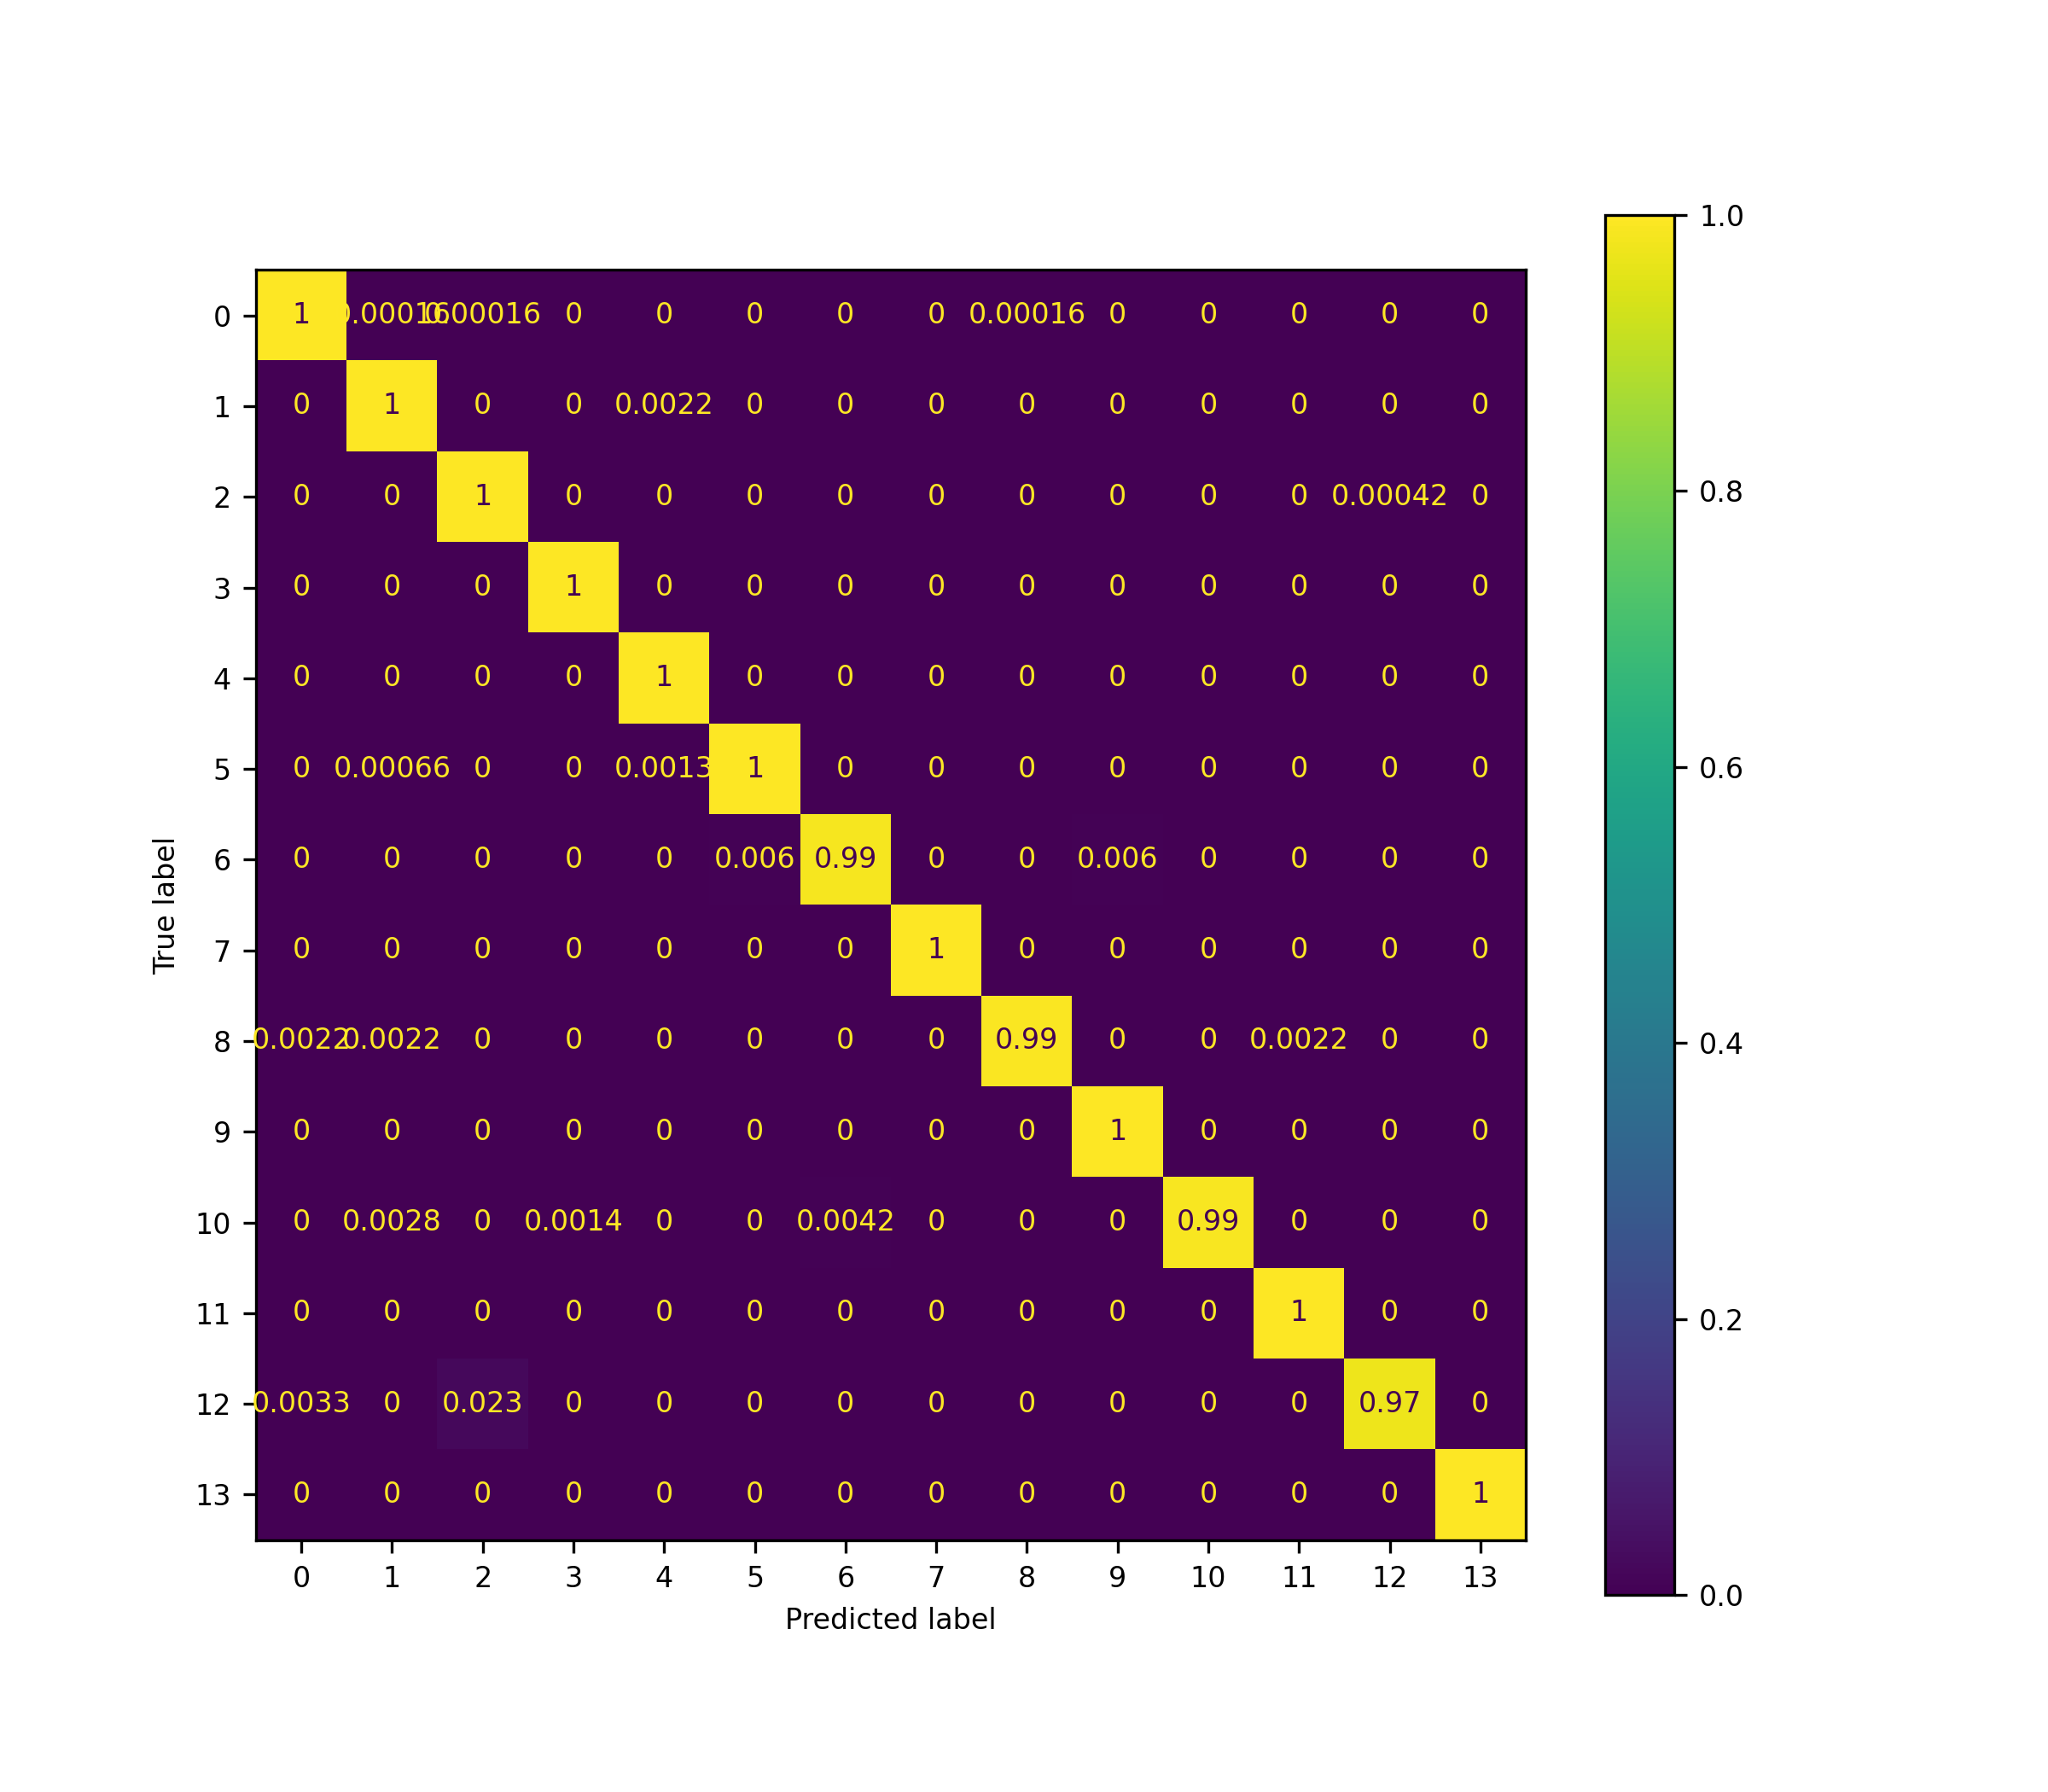 1.0
0 1 0.00016 0.00016 0 0 0 0 0 0.00016 0 0 0 0 0
1 0 1 0 0 0.0022 0 0 0 0 0 0 0 0 0
0.8
2 0 0 1 0 0 0 0 0 0 0 0 0 0.00042 0
3 0 0 0 1 0 0 0 0 0 0 0 0 0 0
0.6
4 0 0 0 0 1 0 0 0 0 0 0 0 0 0
5 0 0.00066 0 0 0.0013 1 0 0 0 0 0 0 0 0
True label
6 0 0 0 0 0 0.006 0.99 0 0 0.006 0 0 0 0
7 0 0 0 0 0 0 0 1 0 0 0 0 0 0
0.4
8 0.0022 0.0022 0 0 0 0 0 0 0.99 0 0 0.0022 0 0
9 0 0 0 0 0 0 0 0 0 1 0 0 0 0
10 0 0.0028 0 0.0014 0 0 0.0042 0 0 0 0.99 0 0 0
0.2
11 0 0 0 0 0 0 0 0 0 0 0 1 0 0
12 0.0033 0 0.023 0 0 0 0 0 0 0 0 0 0.97 0
13 0 0 0 0 0 0 0 0 0 0 0 0 0 1
0.0
0 1 2 3 4 5 6 7 8 9 10 11 12 13
Predicted label